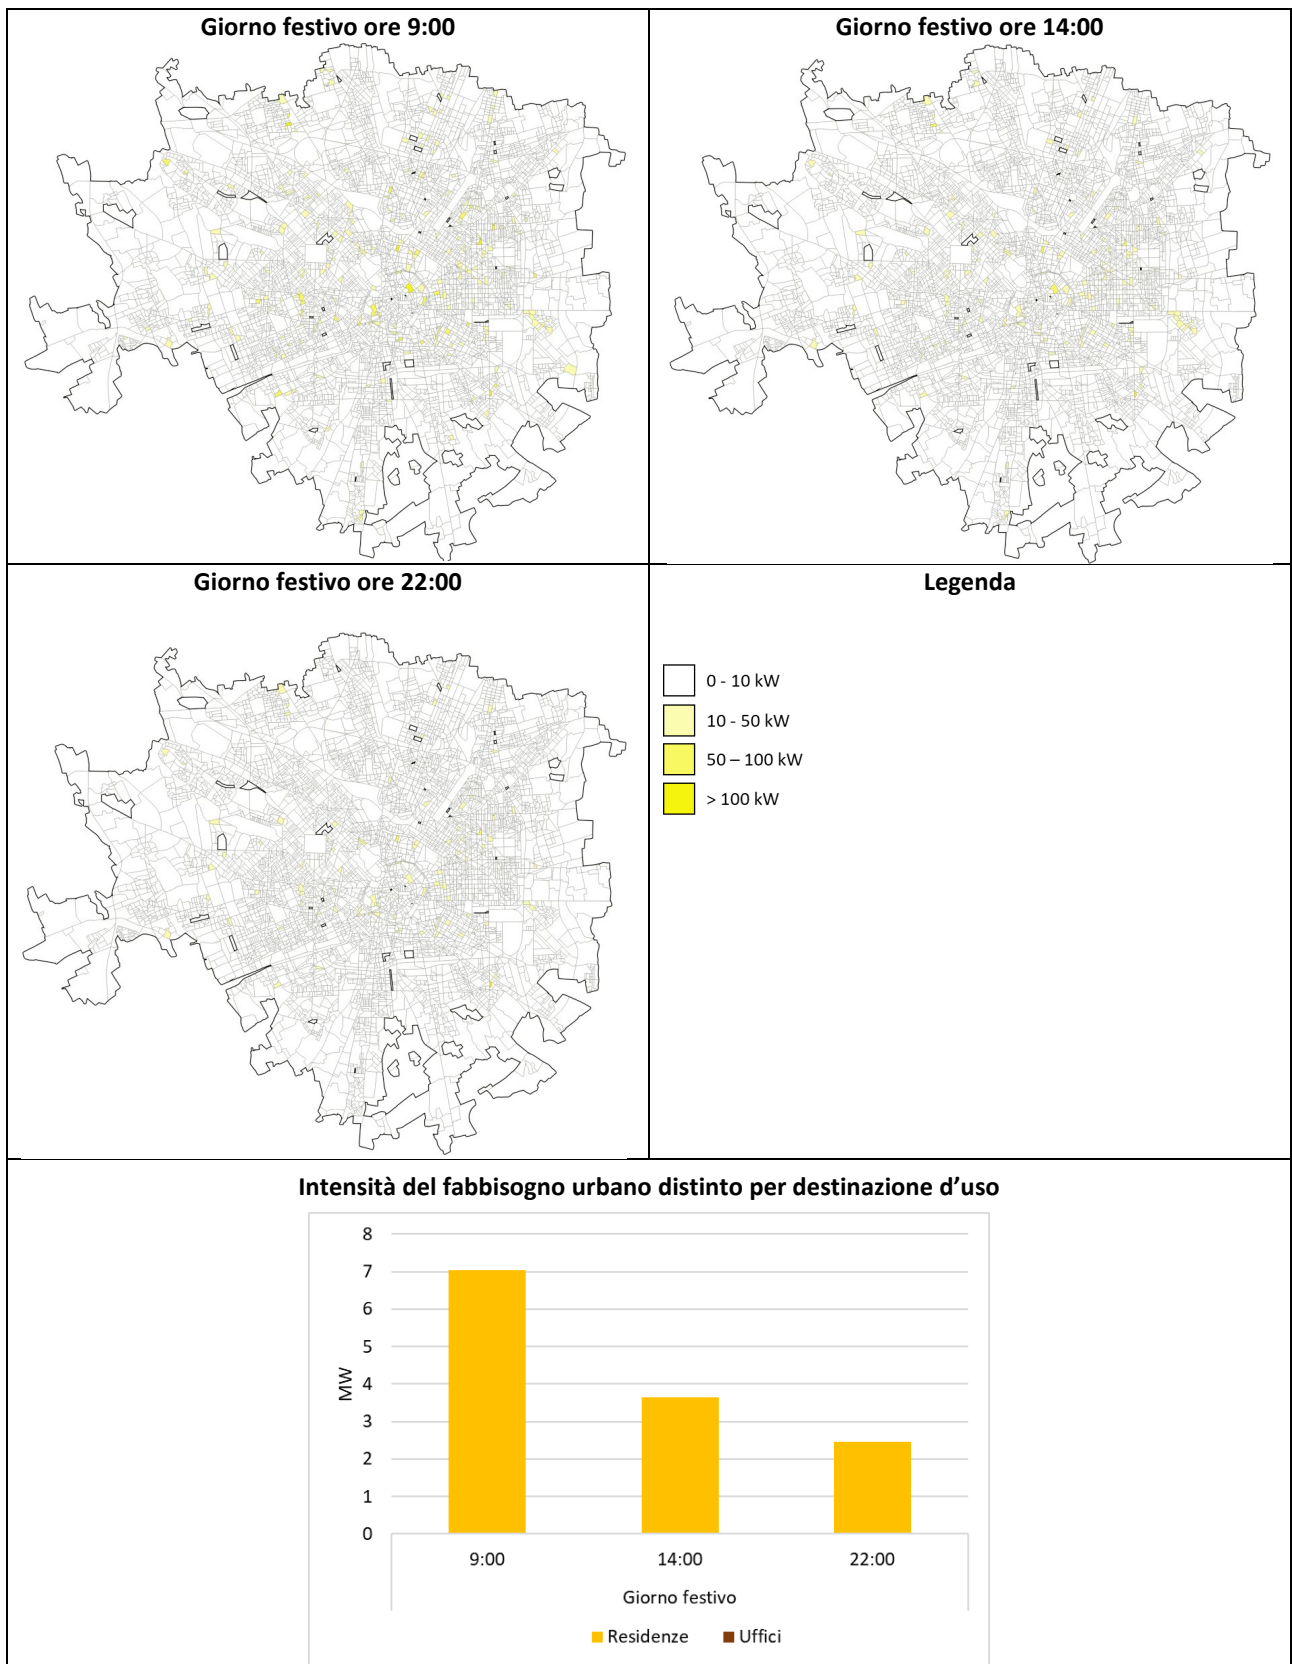 Giorno festivo ore 9:00
Giorno festivo ore 14:00
Giorno festivo ore 22:00
Legenda
0 - 10 kW
10 - 50 kW
50 – 100 kW
> 100 kW
Intensità del fabbisogno urbano distinto per destinazione d’uso
8
7
6
5
4
3
2
1
0
MW
9:00 14:00 22:00
Giorno festivo
Residenze Uffici